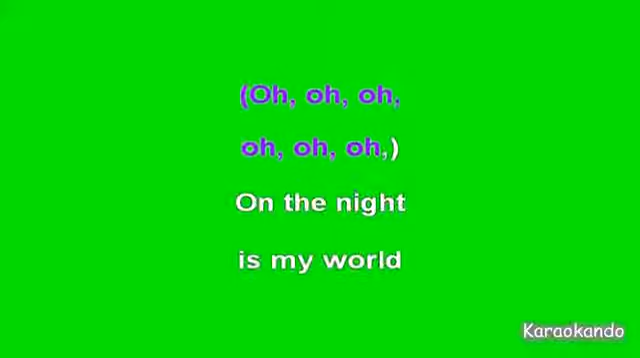 (Oh, oh, oh,
oh, oh, oh,)
On the night
is my world
Karaokando